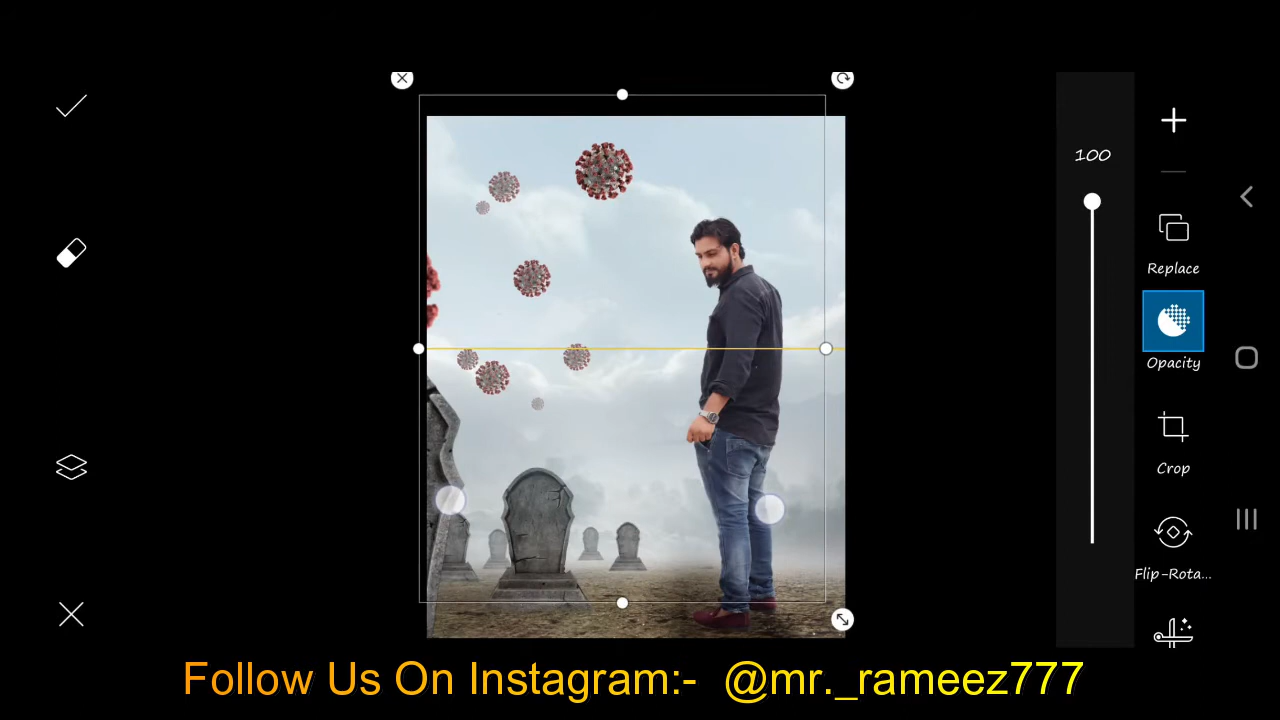 100
Replace
Opacity
Crop
Flip-Rota...
Follow Us On Instagram:- @mr._rameez777